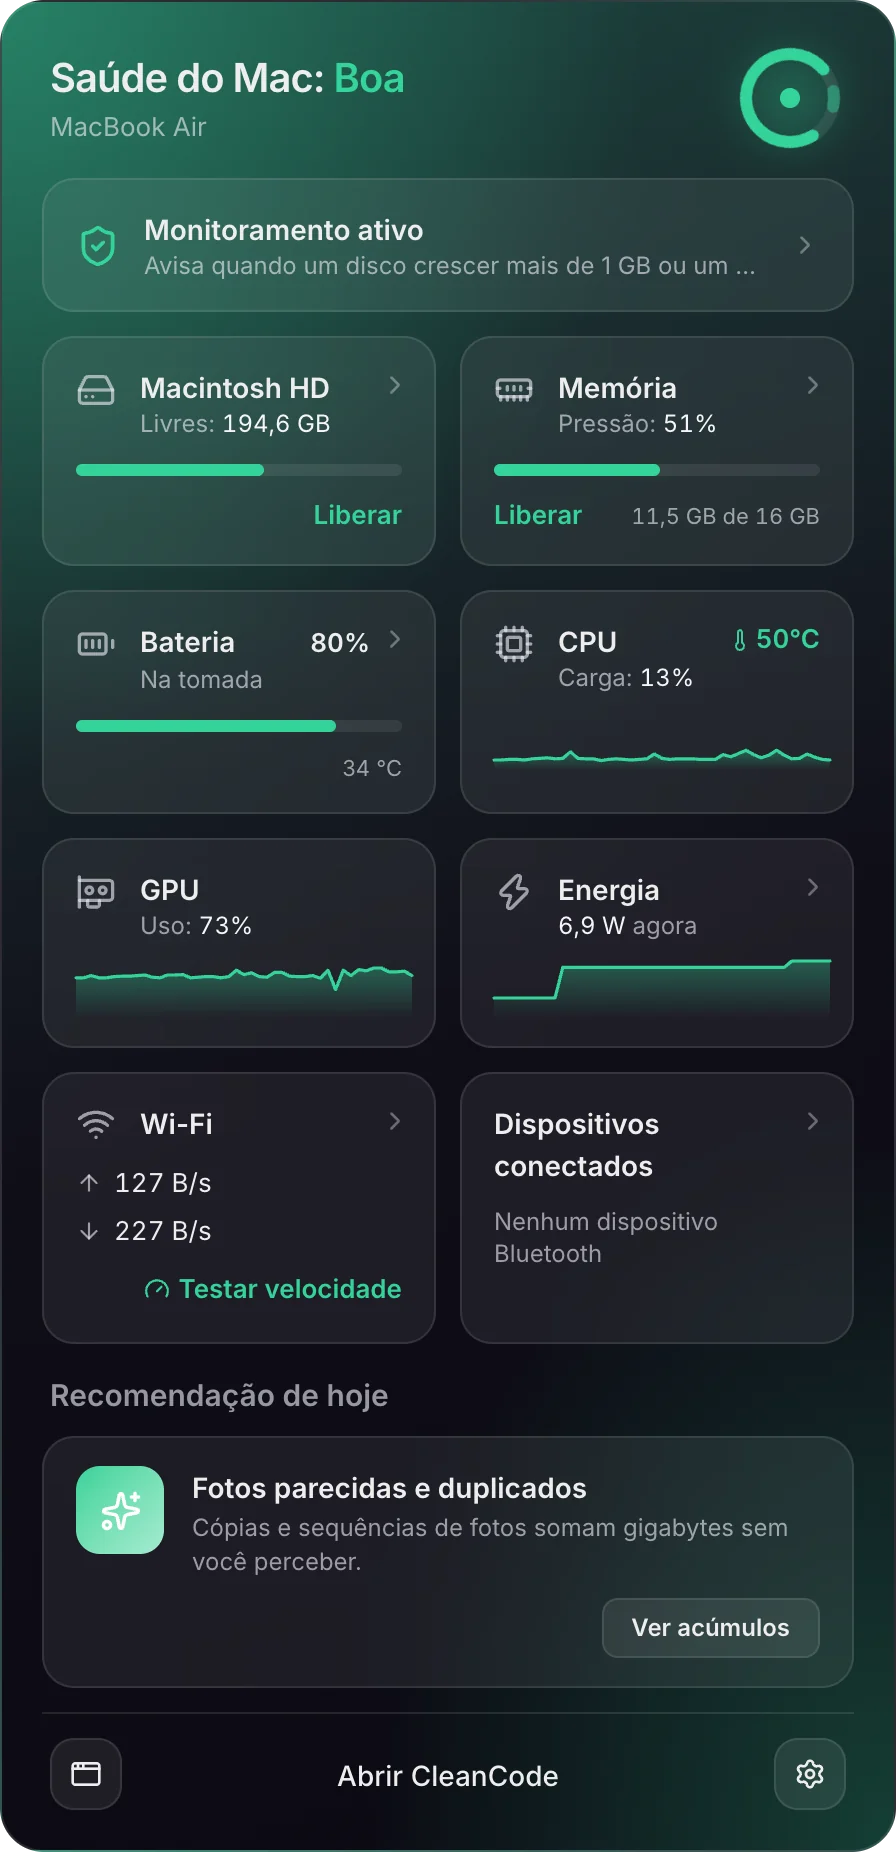 Saúde do Mac: Boa
MacBook Air
Monitoramento ativo
Avisa quando um disco crescer mais de 1 GB ou um ...
Macintosh HD
Livres: 194,6 GB
Liberar
Memória
Pressão: 51%
Liberar
11,5 GB de 16 GB
Bateria
80%
Na tomada
34 °C
CPU
50°C
Carga: 13%
GPU
Uso: 73%
Energia
6,9 W agora
Wi-Fi
↑ 127 B/s
↓ 227 B/s
Testar velocidade
Dispositivos
conectados
Nenhum dispositivo
Bluetooth
Recomendação de hoje
Fotos parecidas e duplicados
Cópias e sequências de fotos somam gigabytes sem
você perceber.
Ver acúmulos
Abrir CleanCode